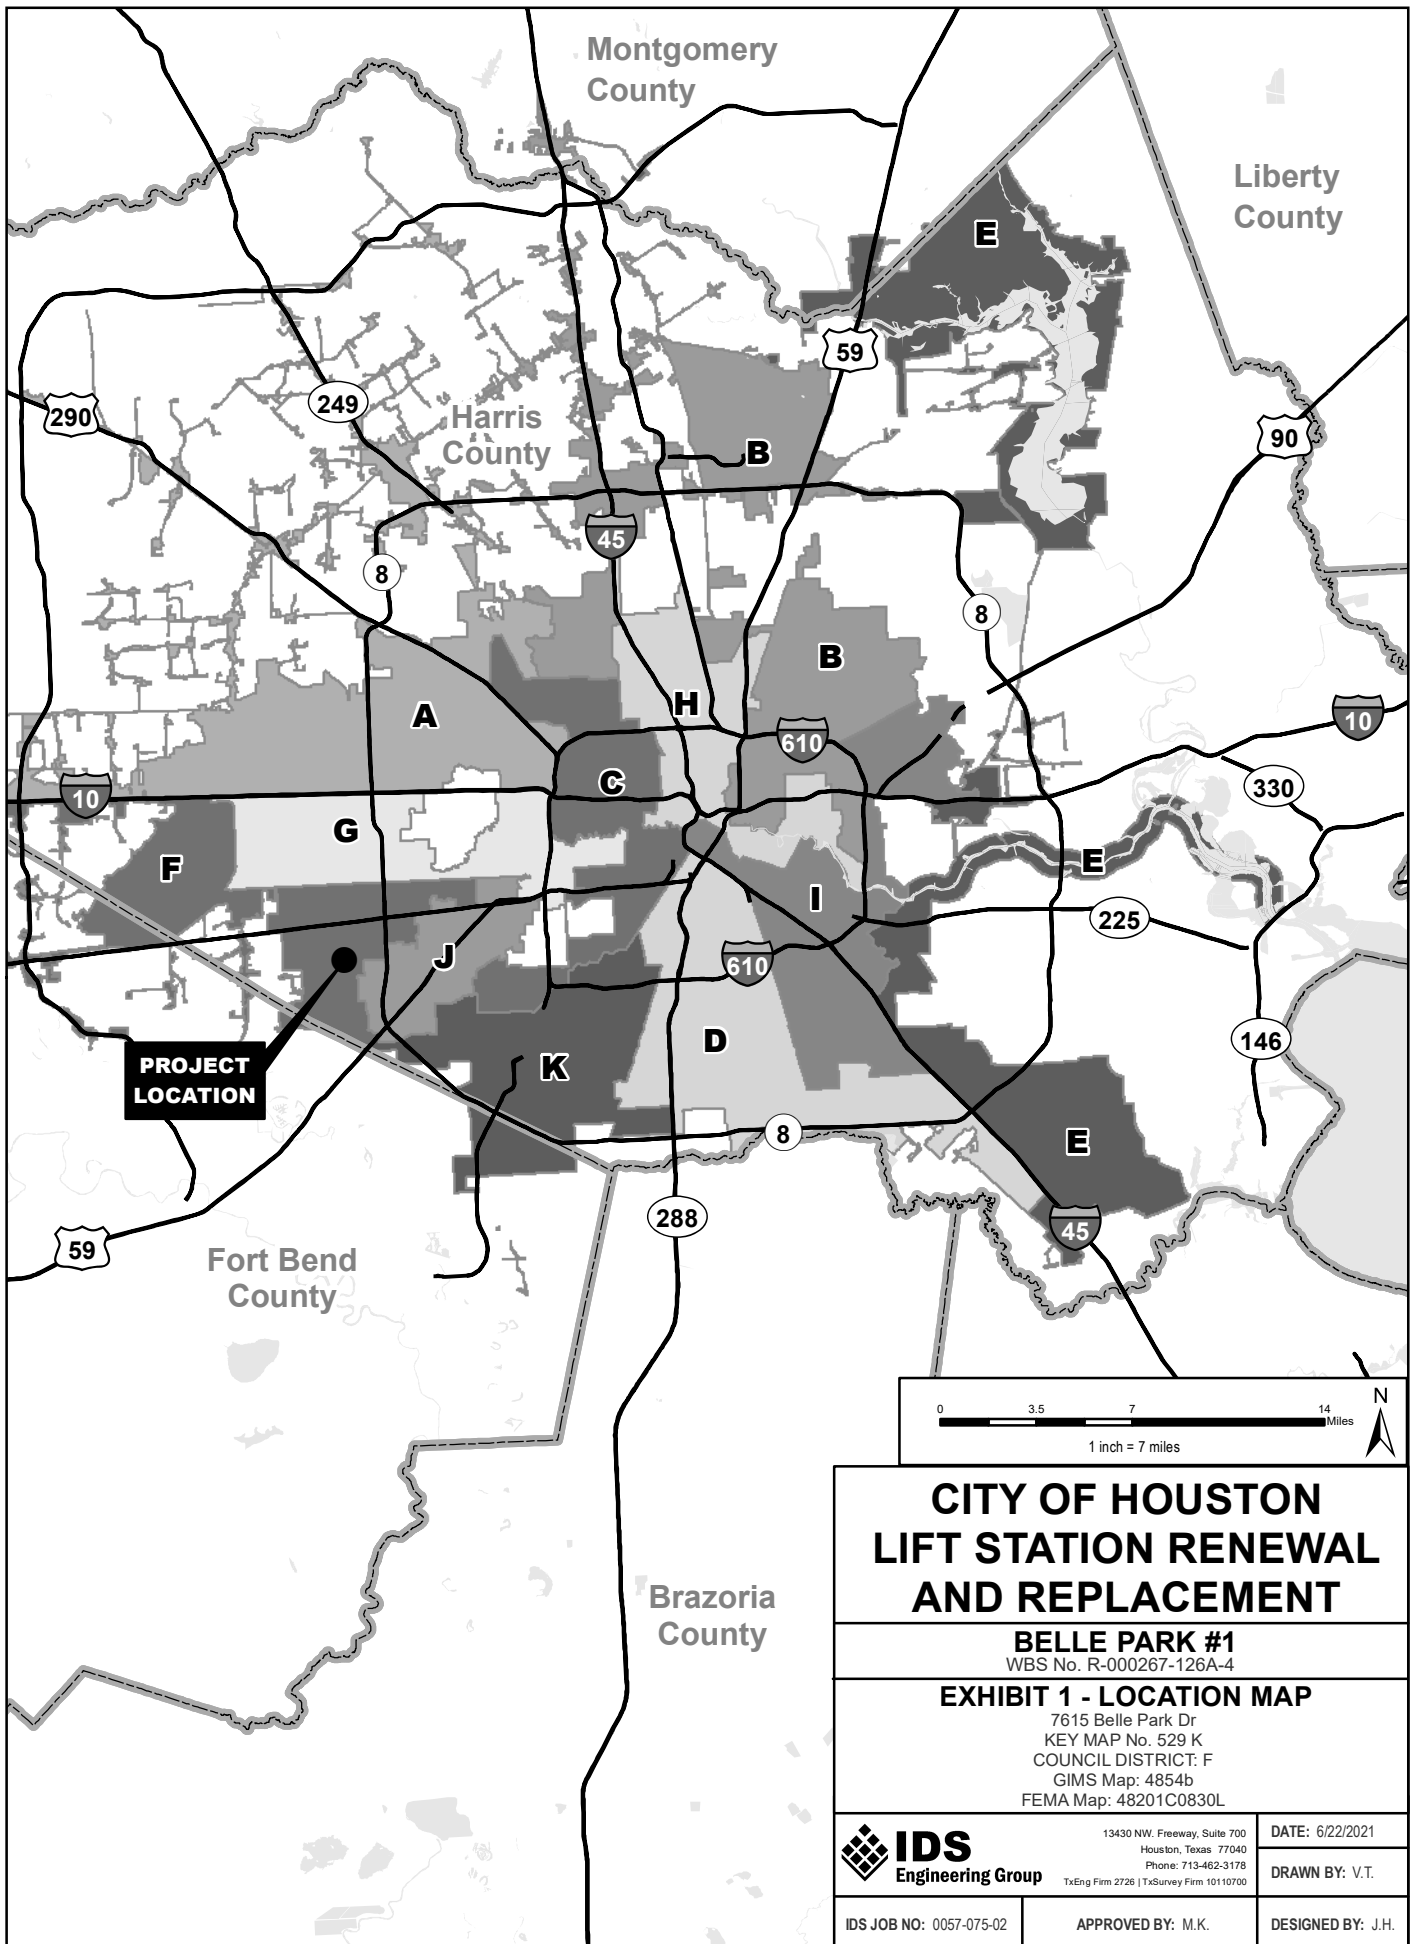 Montgomery
County
Liberty
County
E
59
290
249
Harris
County
B
90
45
8
8
B
A
H
610
10
10
C
330
G
F
E
I
225
J
610
PROJECT
LOCATION
K
D
146
8
E
288
45
59
Fort Bend
County
N
0 3.5 7 14
Miles
1 inch = 7 miles
Brazoria
County
CITY OF HOUSTON
LIFT STATION RENEWAL
AND REPLACEMENT
BELLE PARK #1
WBS No. R-000267-126A-4
EXHIBIT 1 - LOCATION MAP
7615 Belle Park Dr
KEY MAP No. 529 K
COUNCIL DISTRICT: F
GIMS Map: 4854b
FEMA Map: 48201C0830L
IDS
Engineering Group
13430 NW. Freeway, Suite 700
Houston, Texas 77040
Phone: 713-462-3178
TxEng Firm 2726 | TxSurvey Firm 10110700
DATE: 6/22/2021
DRAWN BY: V.T.
IDS JOB NO: 0057-075-02
APPROVED BY: M.K.
DESIGNED BY: J.H.